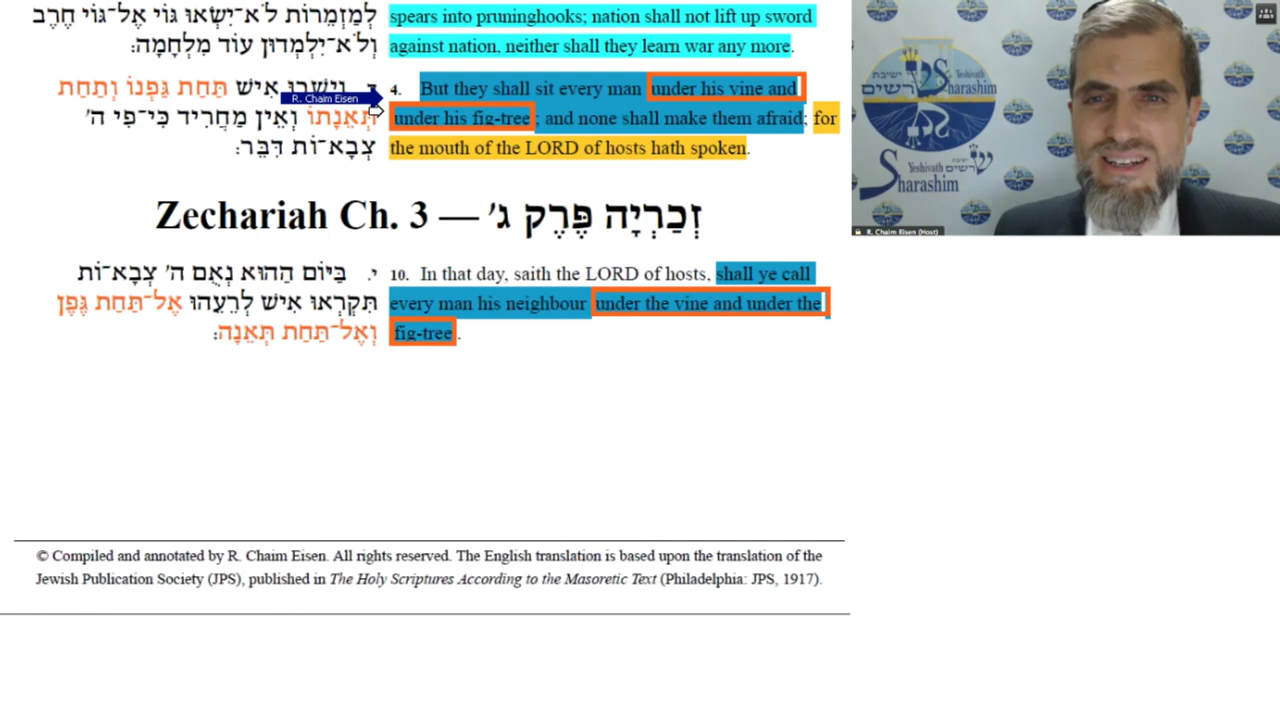 לְמַזְמֵרוֹת לֹא־יִשְׂאוּ גּוֹי אֶל־גּוֹי חֶרֶב
וְלֹא־יִלְמְדוּן עוֹד מִלְחָמָה:
spears into pruninghooks; nation shall not lift up sword
against nation, neither shall they learn war any more.
אִישׁ תַּחַת גַּפְנוֹ וְתַחַת
תְּאֵנָתוֹ וְאֵין מַחֲרִיד כִּי־פִי ה'
צְבָא־וֹת דִּבֵּר:
R. Chaim Eisen
4. But they shall sit every man under his vine and
under his fig-tree; and none shall make them afraid; for
the mouth of the LORD of hosts hath spoken.
Zechariah Ch. 3 — זְכַרְיָה פֶּרֶק ג'
י. בַּיּוֹם הַהוּא נְאֻם ה' צְבָא־וֹת
תִּקְרְאוּ אִישׁ לְרֵעֵהוּ אֶל־תַּחַת גֶּפֶן
וְאֶל־תַּחַת תְּאֵנָה:
10. In that day, saith the LORD of hosts, shall ye call
every man his neighbour under the vine and under the
fig-tree.
© Compiled and annotated by R. Chaim Eisen. All rights reserved. The English translation is based upon the translation of the
Jewish Publication Society (JPS), published in The Holy Scriptures According to the Masoretic Text (Philadelphia: JPS, 1917).
ישיבת
שרשים
Yeshivath
Sharashim
Yeshivath
ישיבת
שרשים
Sharashim
R. Chaim Eisen (Host)